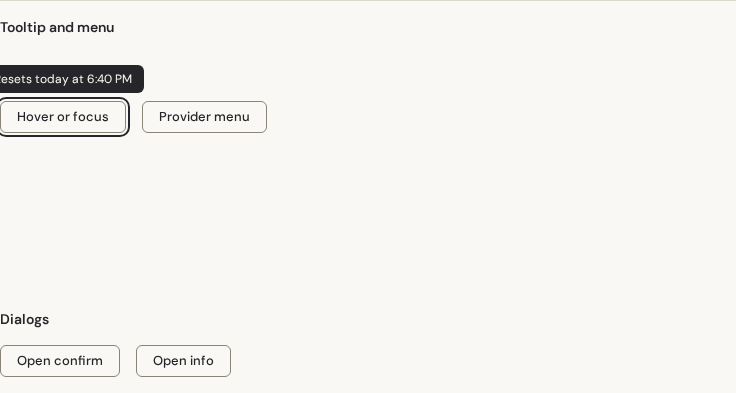 Tooltip and menu
esets today at 6:40 PM
Hover or focus
Provider menu
Dialogs
Open confirm
Open info